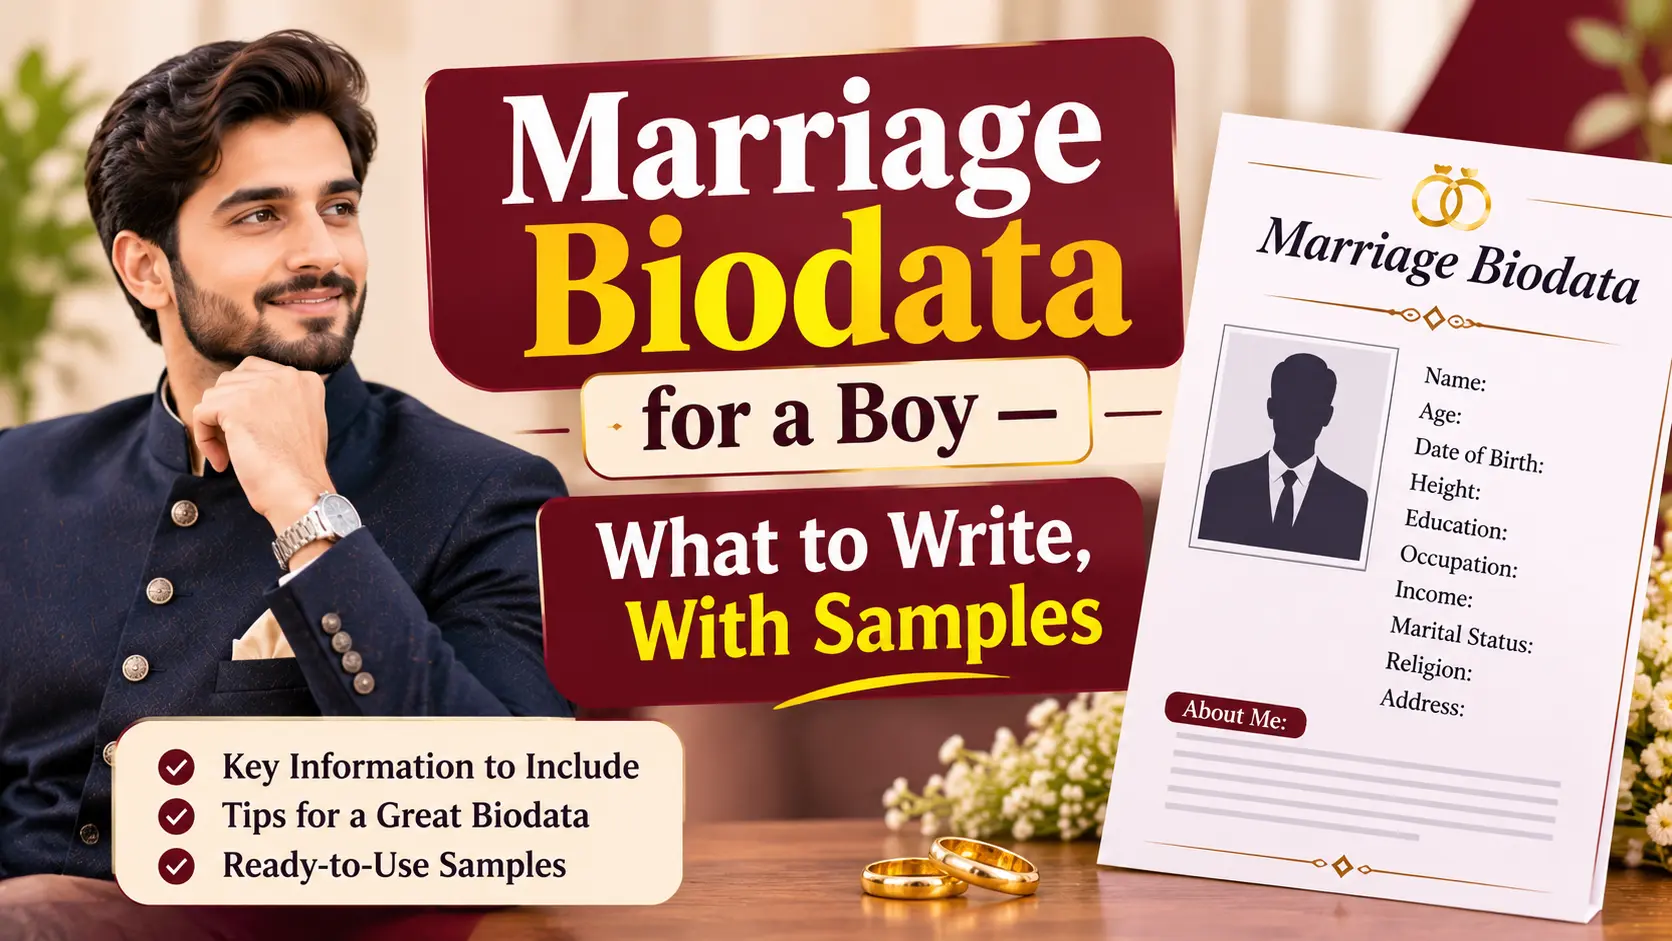 Marriage
Biodata
for a Boy —
What to Write,
With Samples
Key Information to Include
Tips for a Great Biodata
Ready-to-Use Samples
Marriage Biodata
Name:
Age:
Date of Birth:
Height:
Education:
Occupation:
Income:
Marital Status:
Religion:
Address:
About Me: